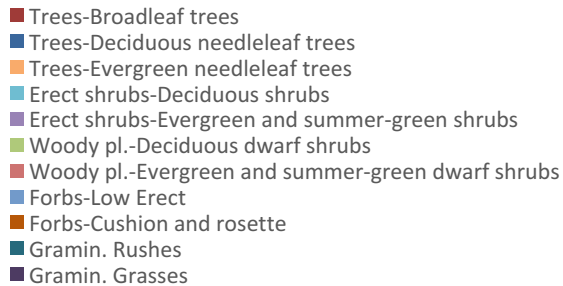 Trees-Broadleaf trees
Trees-Deciduous needleleaf trees
Trees-Evergreen needleleaf trees
Erect shrubs-Deciduous shrubs
Erect shrubs-Evergreen and summer-green shrubs
Woody pl.-Deciduous dwarf shrubs
Woody pl.-Evergreen and summer-green dwarf shrubs
Forbs-Low Erect
Forbs-Cushion and rosette
Gramin. Rushes
Gramin. Grasses